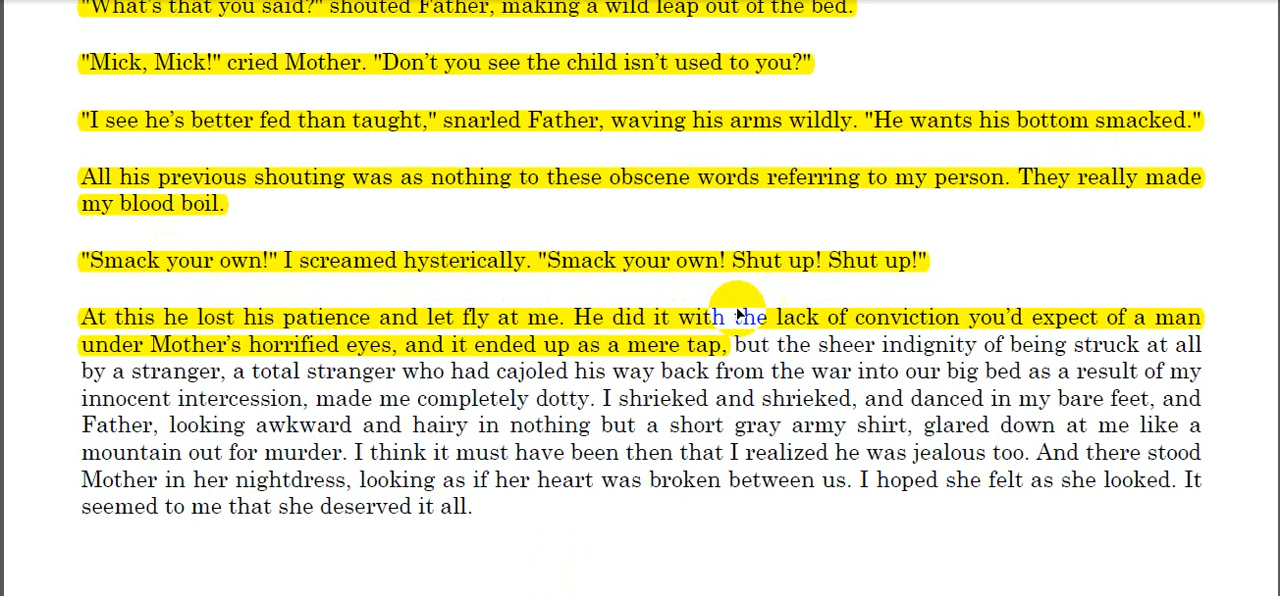 "What's that you said?" shouted Father, making a wild leap out of the bed.
"Mick, Mick!" cried Mother. "Don’t you see the child isn’t used to you?"
"I see he’s better fed than taught," snarled Father, waving his arms wildly. "He wants his bottom smacked."
All his previous shouting was as nothing to these obscene words referring to my person. They really made
my blood boil.
"Smack your own!" I screamed hysterically. "Smack your own! Shut up! Shut up!"
At this he lost his patience and let fly at me. He did it with the lack of conviction you’d expect of a man
under Mother’s horrified eyes, and it ended up as a mere tap, but the sheer indignity of being struck at all
by a stranger, a total stranger who had cajoled his way back from the war into our big bed as a result of my
innocent intercession, made me completely dotty. I shrieked and shrieked, and danced in my bare feet, and
Father, looking awkward and hairy in nothing but a short gray army shirt, glared down at me like a
mountain out for murder. I think it must have been then that I realized he was jealous too. And there stood
Mother in her nightdress, looking as if her heart was broken between us. I hoped she felt as she looked. It
seemed to me that she deserved it all.